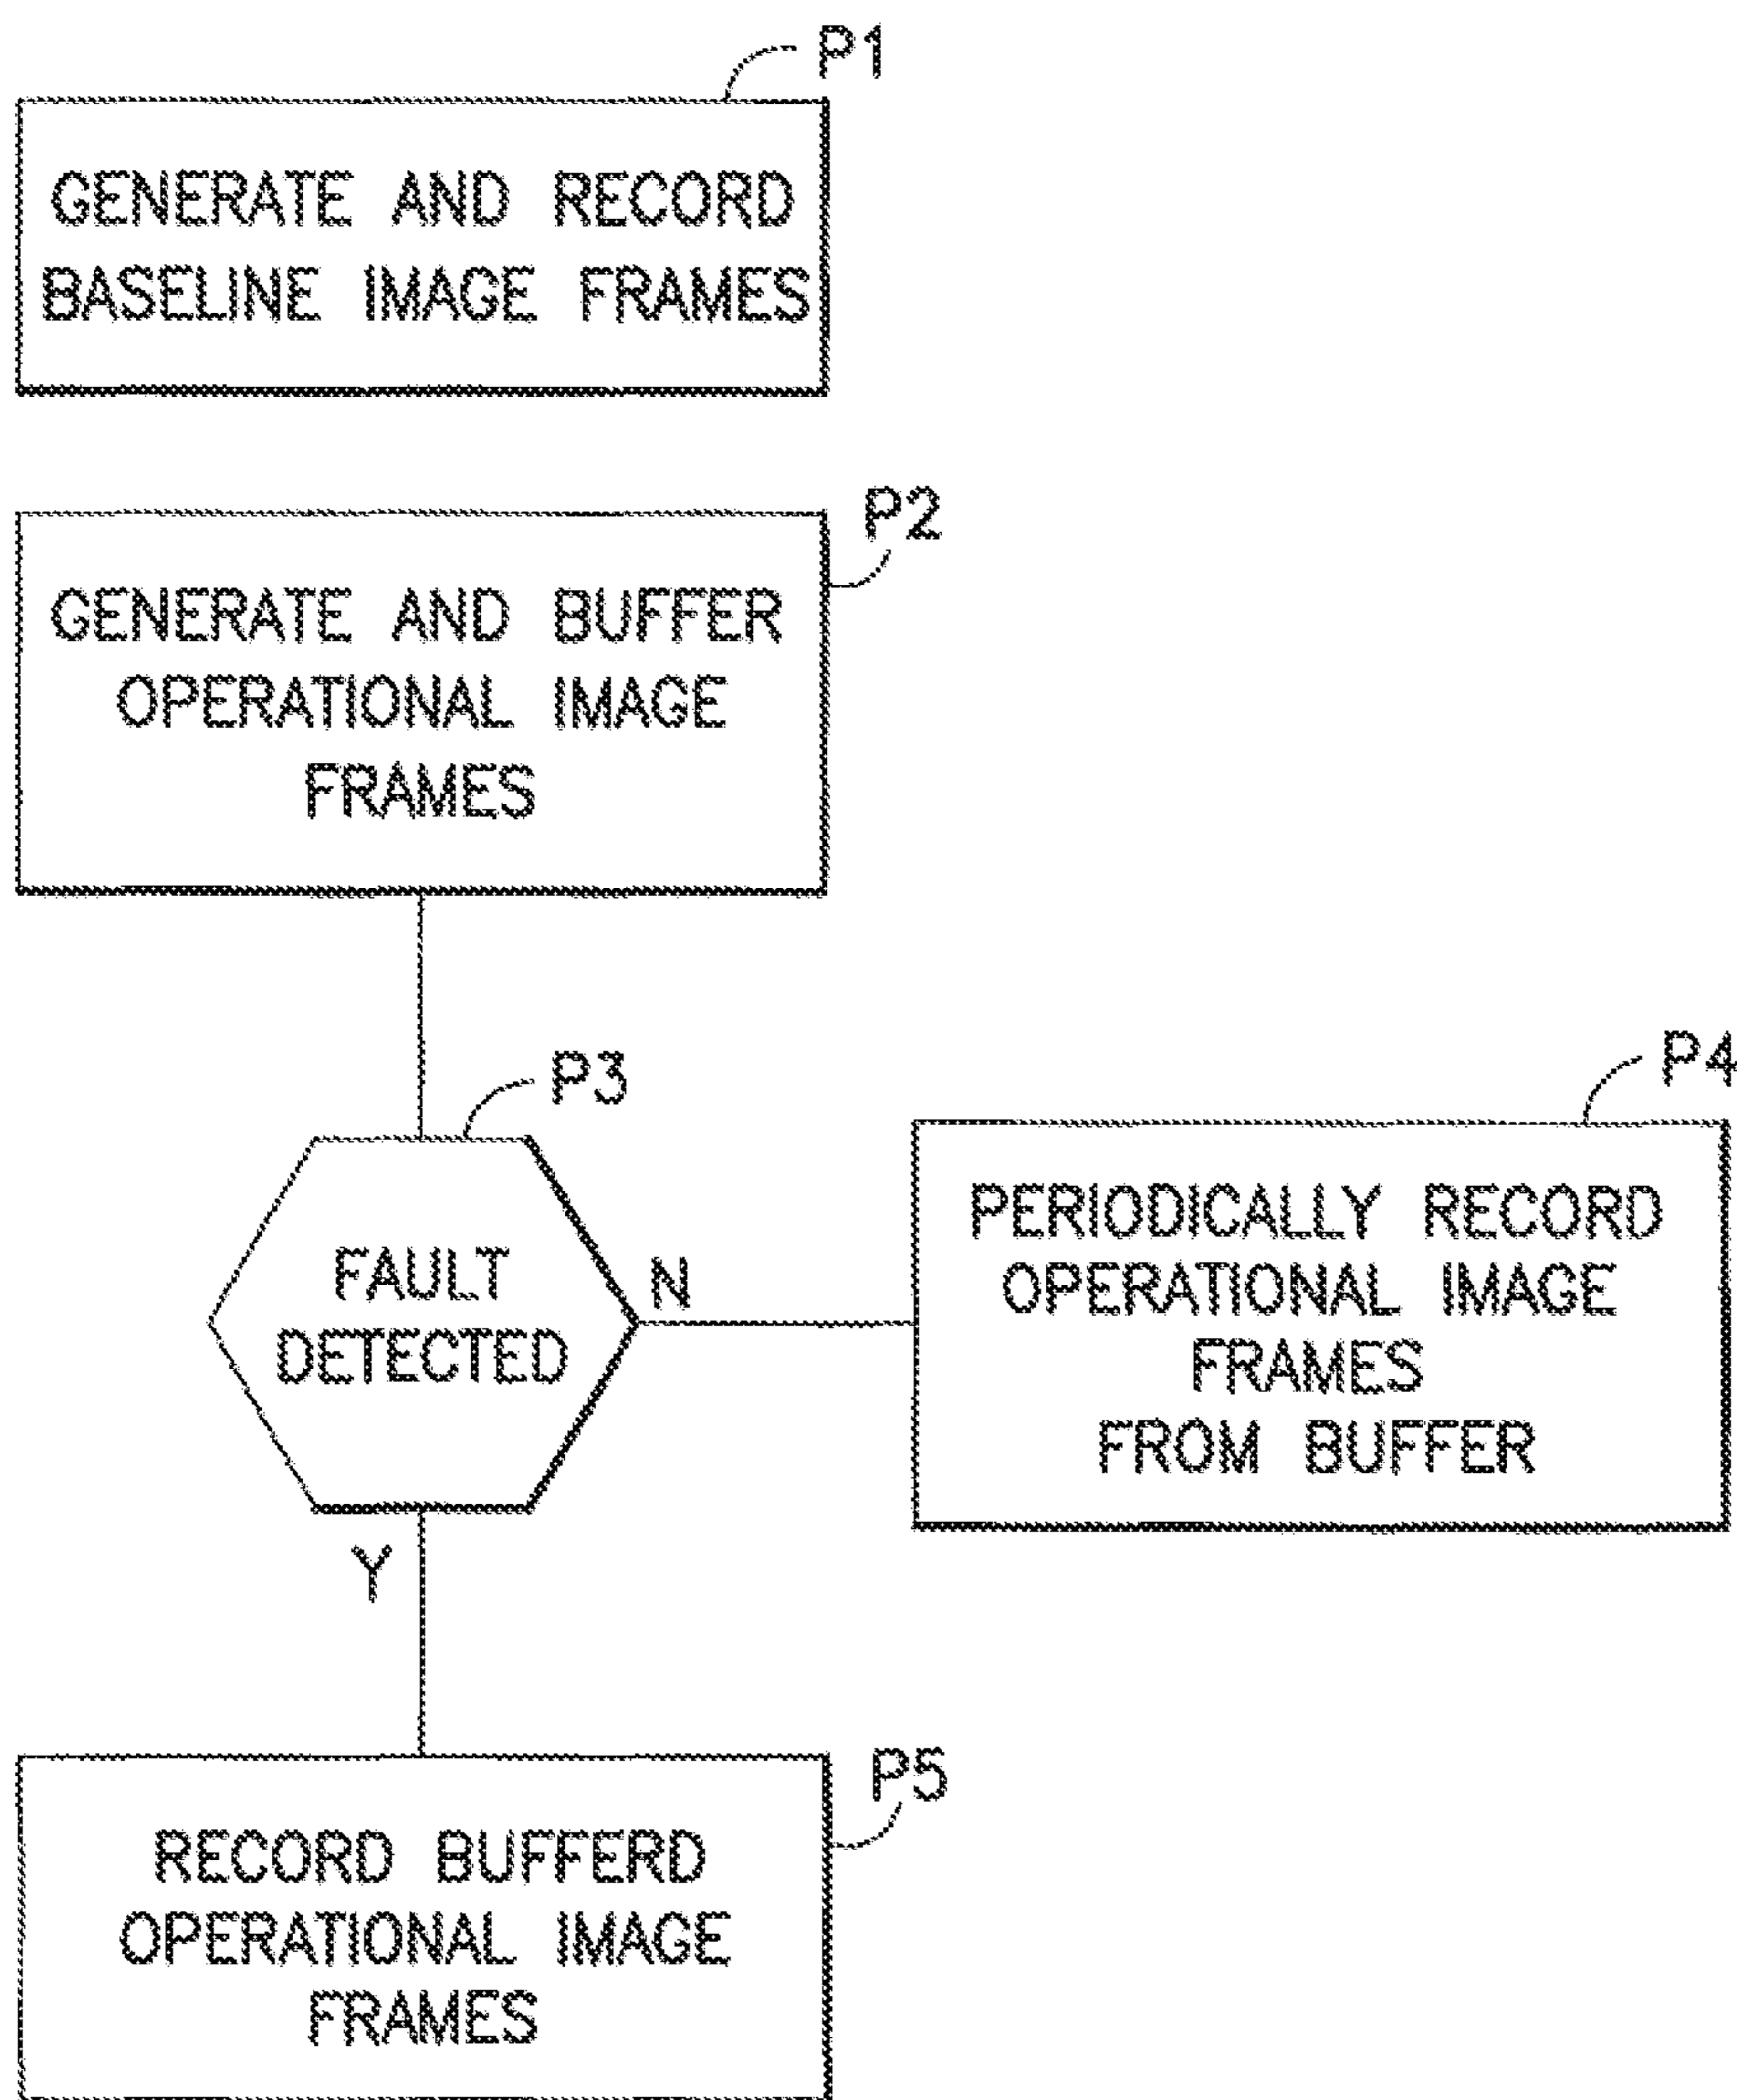 P1
GENERATE AND RECORD
BASELINE IMAGE FRAMES
P2
GENERATE AND BUFFER
OPERATIONAL IMAGE
FRAMES
P3
FAULT
DETECTED
N
P4
PERIODICALLY RECORD
OPERATIONAL IMAGE
FRAMES
FROM BUFFER
Y
P5
RECORD BUFFERD
OPERATIONAL IMAGE
FRAMES